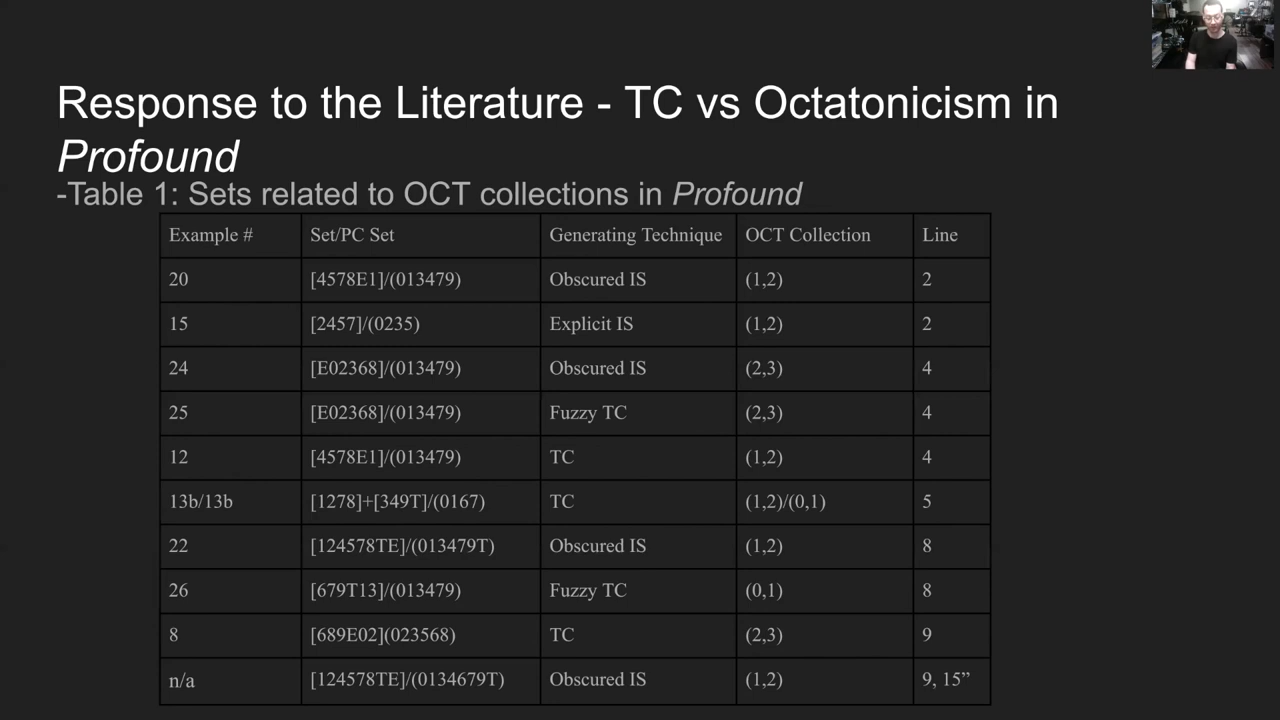 Response to the Literature - TC vs Octatonicism in
Profound
-Table 1: Sets related to OCT collections in Profound
Example # Set/PC Set Generating Technique OCT Collection Line
20 [4578E1]/(013479) Obscured IS (1,2) 2
15 [2457]/(0235) Explicit IS (1,2) 2
24 [E02368]/(013479) Obscured IS (2,3) 4
25 [E02368]/(013479) Fuzzy TC (2,3) 4
12 [4578E1]/(013479) TC (1,2) 4
13b/13b [1278]+[349T]/(0167) TC (1,2)/(0,1) 5
22 [124578TE]/(013479T) Obscured IS (1,2) 8
26 [679T13]/(013479) Fuzzy TC (0,1) 8
8 [689E02](023568) TC (2,3) 9
n/a [124578TE]/(0134679T) Obscured IS (1,2) 9, 15”